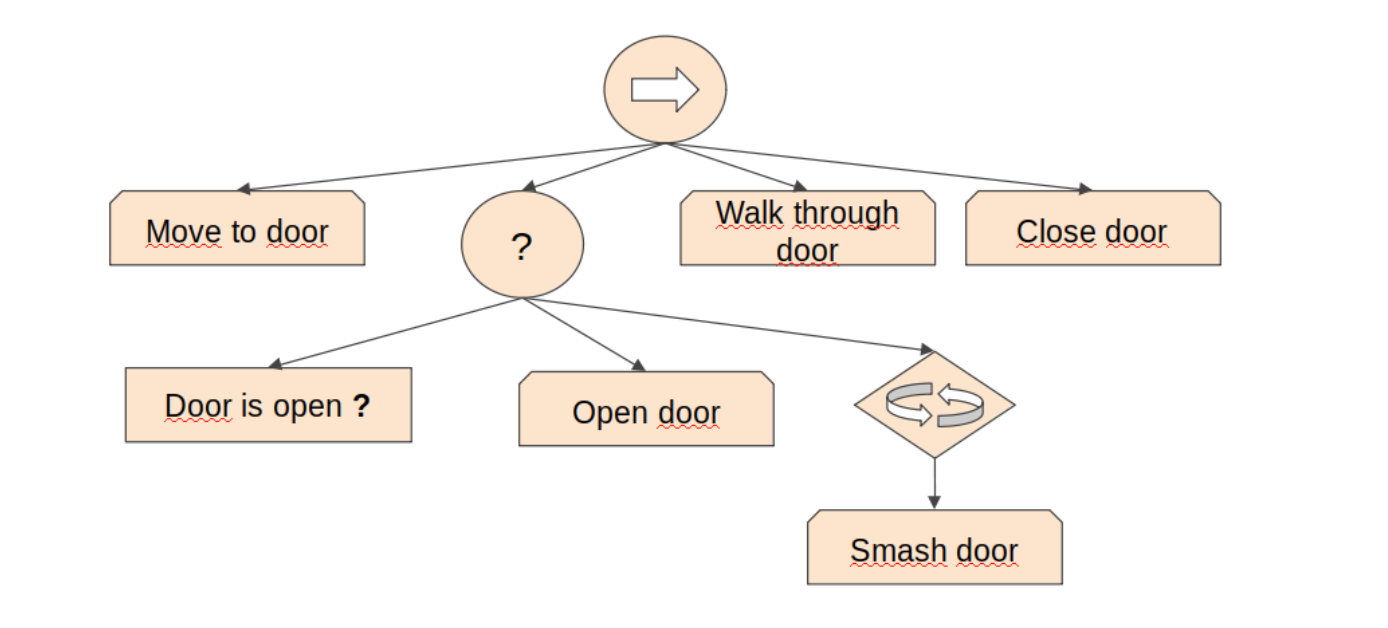 Move to door
?
Walk through
door
Close door
Door is open ?
Open door
Smash door